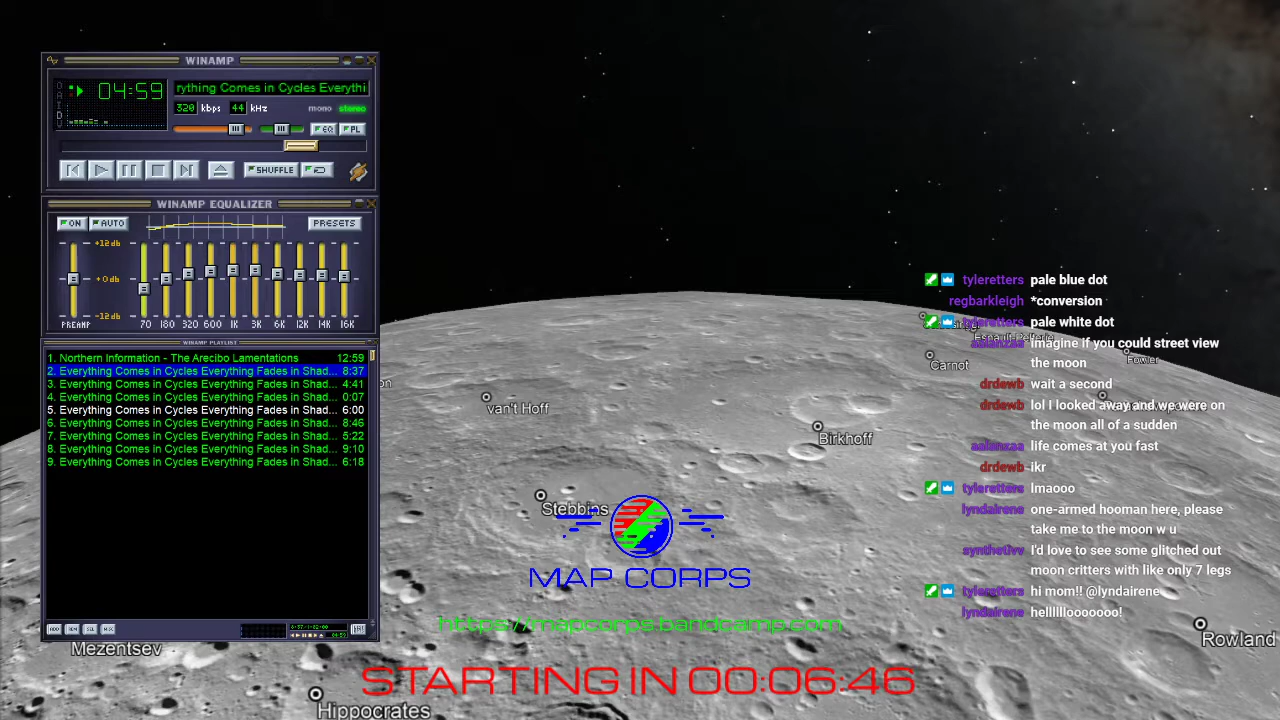 WINAMP
04:59
rything Comes in Cycles Everythi
320 kbps 44 kHz mono stereo
EQ PL
SHUFFLE
WINAMP EQUALIZER
ON AUTO PRESETS
+12db
+0db
-12db
PREAMP 70 180 320 600 1K 3K 6K 12K 14K 16K
WINAMP PLAYLIST
1. Northern Information - The Arecibo Lamentations 12:59
2. Everything Comes in Cycles Everything Fades in Shad... 8:37
3. Everything Comes in Cycles Everything Fades in Shad... 4:41
4. Everything Comes in Cycles Everything Fades in Shad... 0:07
5. Everything Comes in Cycles Everything Fades in Shad... 6:00
6. Everything Comes in Cycles Everything Fades in Shad... 8:46
7. Everything Comes in Cycles Everything Fades in Shad... 5:22
8. Everything Comes in Cycles Everything Fades in Shad... 9:10
9. Everything Comes in Cycles Everything Fades in Shad... 6:18
tyleretters pale blue dot
regbarkleigh *conversion
tyleretters pale white dot
imagine if you could street view
the moon
drdewb wait a second
drdewb lol I looked away and we were on
the moon all of a sudden
life comes at you fast
drdewb ikr
tyleretters lmaooo
lyndairene one-armed hooman here, please
take me to the moon w u
I'd love to see some glitched out
moon critters with like only 7 legs
tyleretters hi mom!! @lyndairene
lyndairene hellllllooooooo!
Carnot
Fowler
van't Hoff
Birkhoff
Stebbins
Rowland
Mezentsev
Hippocrates
MAP CORPS
https://mapcorps.bandcamp.com
STARTING IN 00:06:46